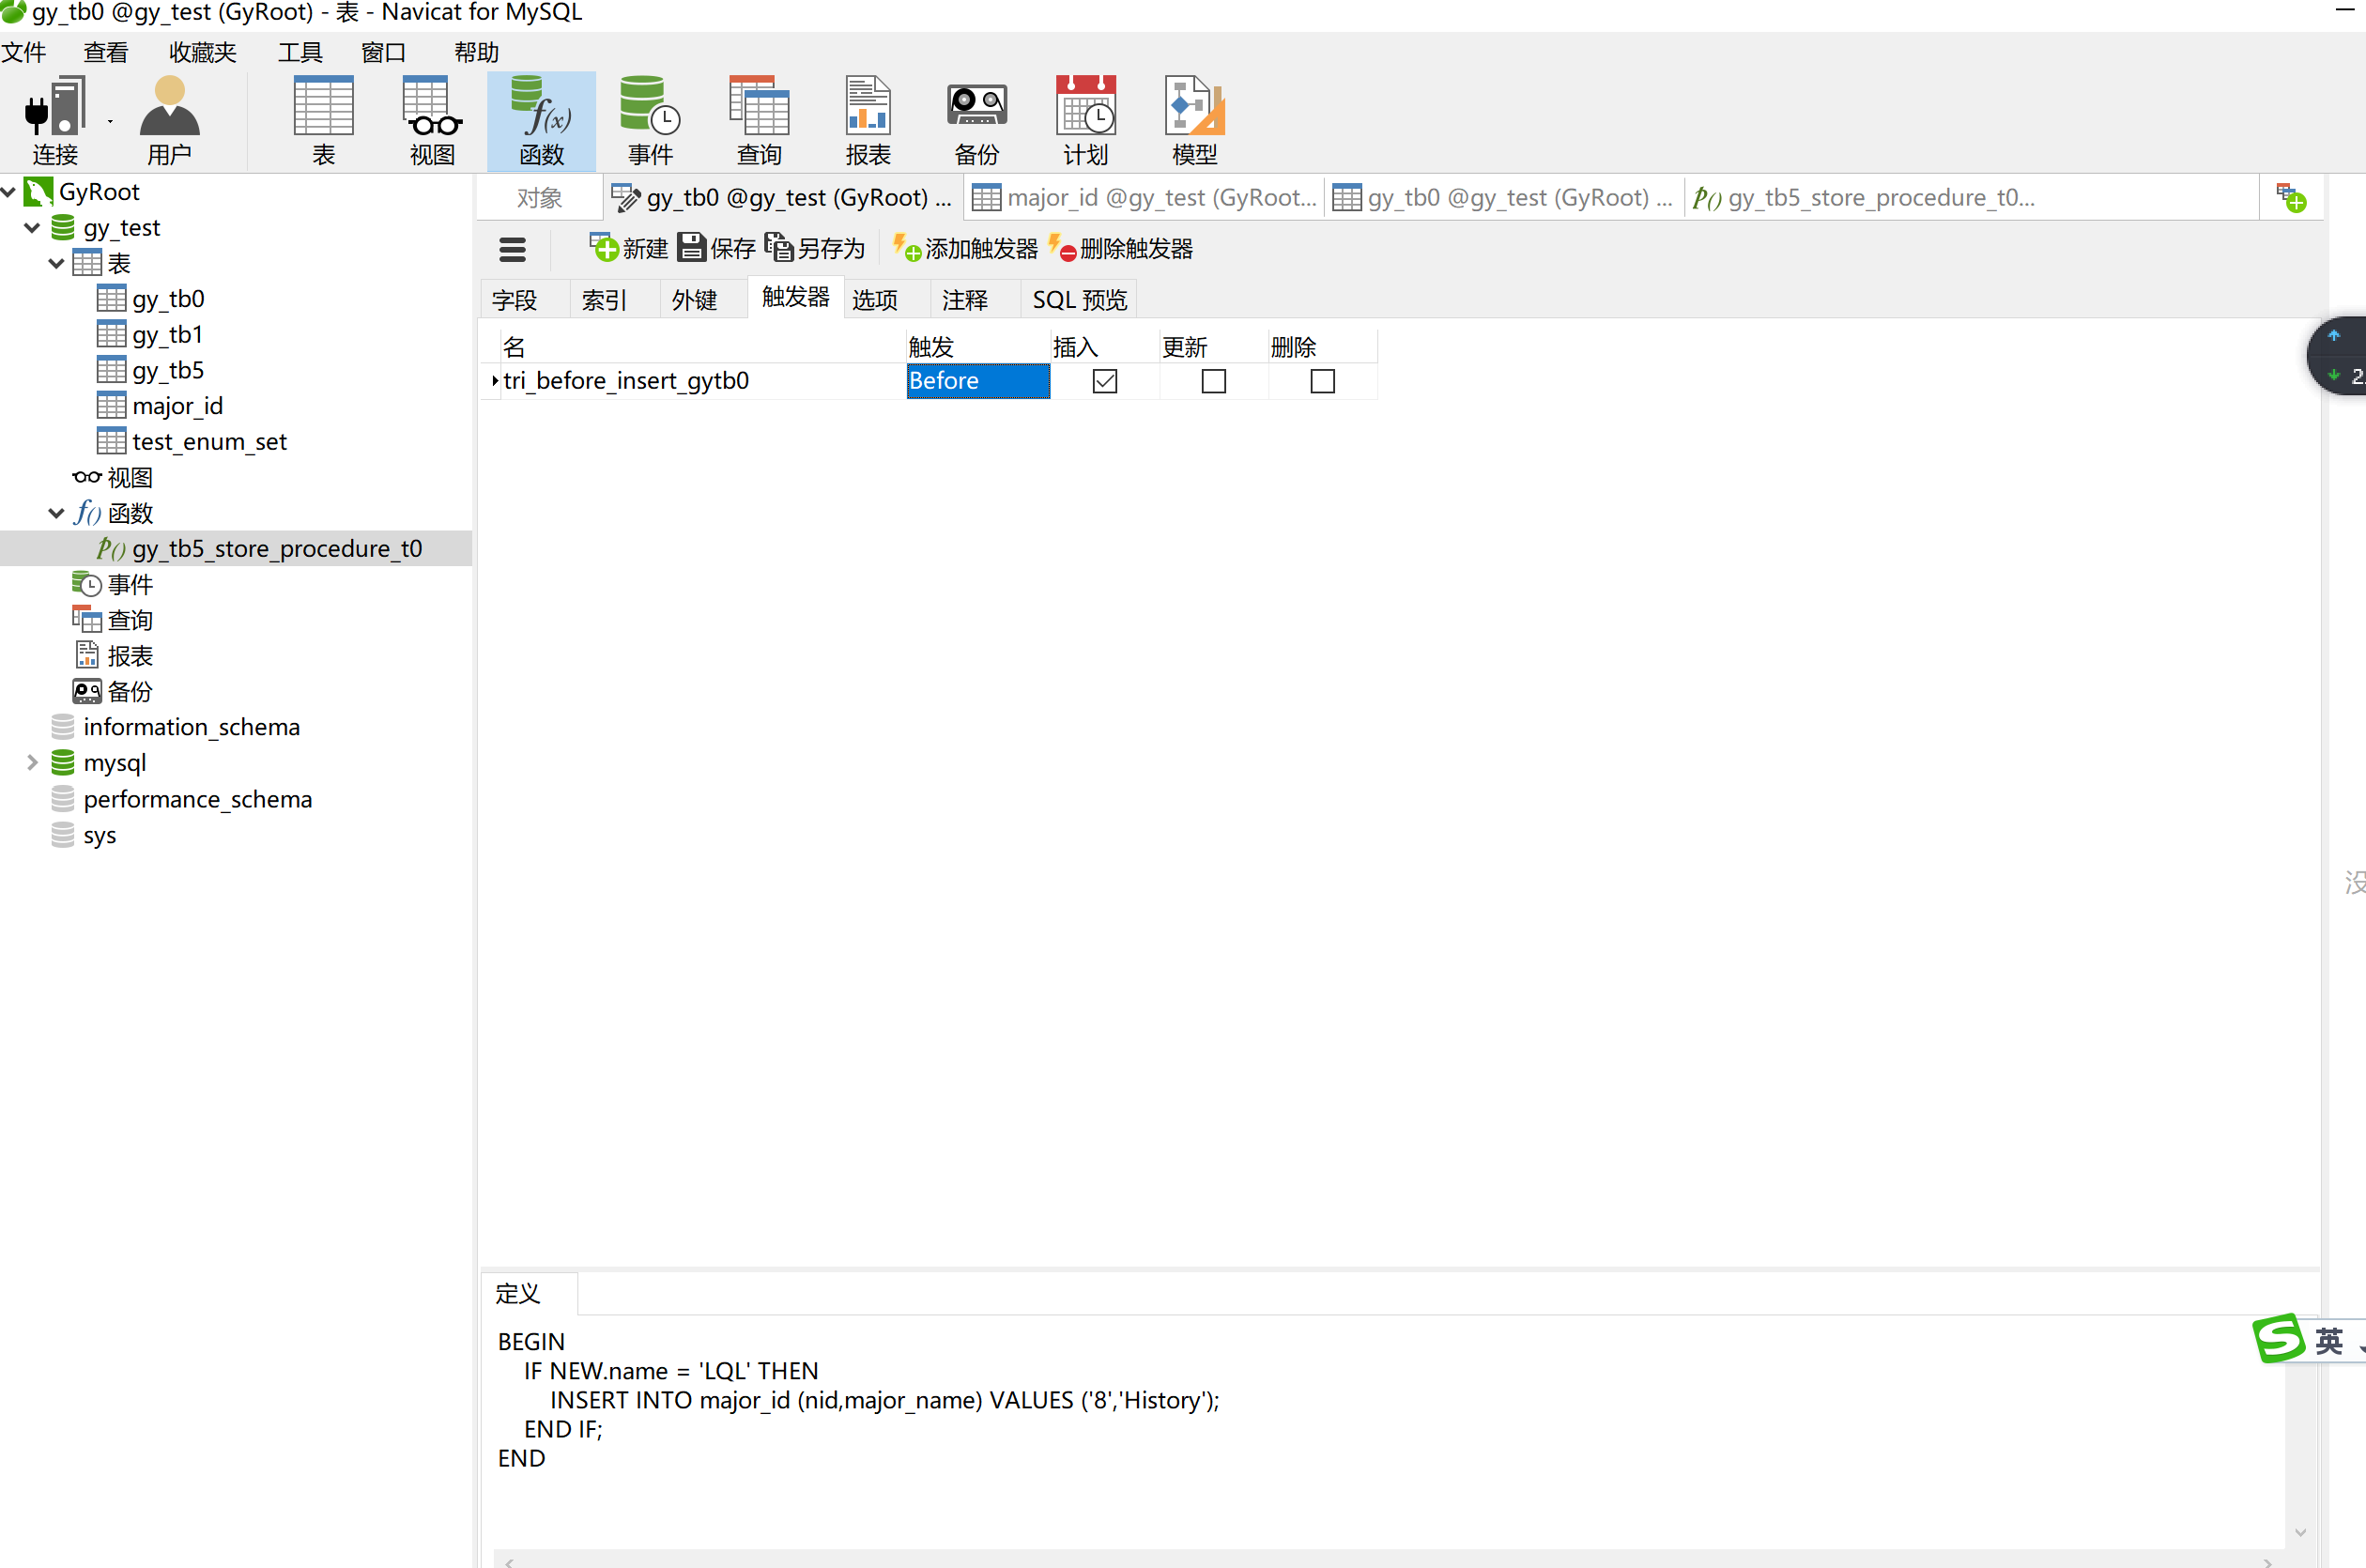 gy_tb0 @gy_test (GyRoot) - 表 - Navicat for MySQL
文件 查看 收藏夹 工具 窗口 帮助
连接 用户 表 视图 函数 事件 查询 报表 备份 计划 模型
GyRoot
gy_test
表
gy_tb0
gy_tb1
gy_tb5
major_id
test_enum_set
视图
函数
gy_tb5_store_procedure_t0
事件
查询
报表
备份
information_schema
mysql
performance_schema
sys
对象 gy_tb0 @gy_test (GyRoot) ... major_id @gy_test (GyRoot... gy_tb0 @gy_test (GyRoot) ... gy_tb5_store_procedure_t0...
新建 保存 另存为 添加触发器 删除触发器
字段 索引 外键 触发器 选项 注释 SQL 预览
名 触发 插入 更新 删除
tri_before_insert_gytb0 Before
定义
BEGIN
IF NEW.name = 'LQL' THEN
INSERT INTO major_id (nid,major_name) VALUES ('8','History');
END IF;
END
英